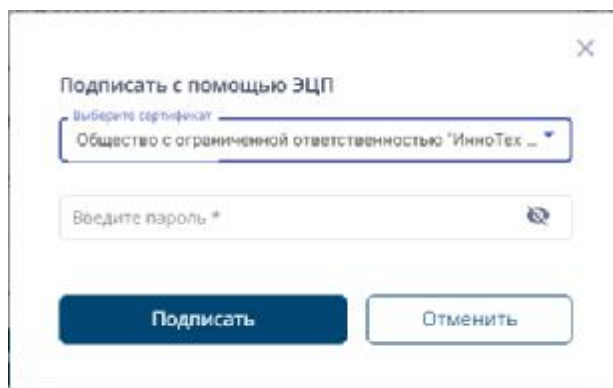 Подписать с помощью ЭЦП
Выберите сертификат
Общество с ограниченной ответственностью "ИнноТех ...
Введите пароль *
Подписать
Отменить